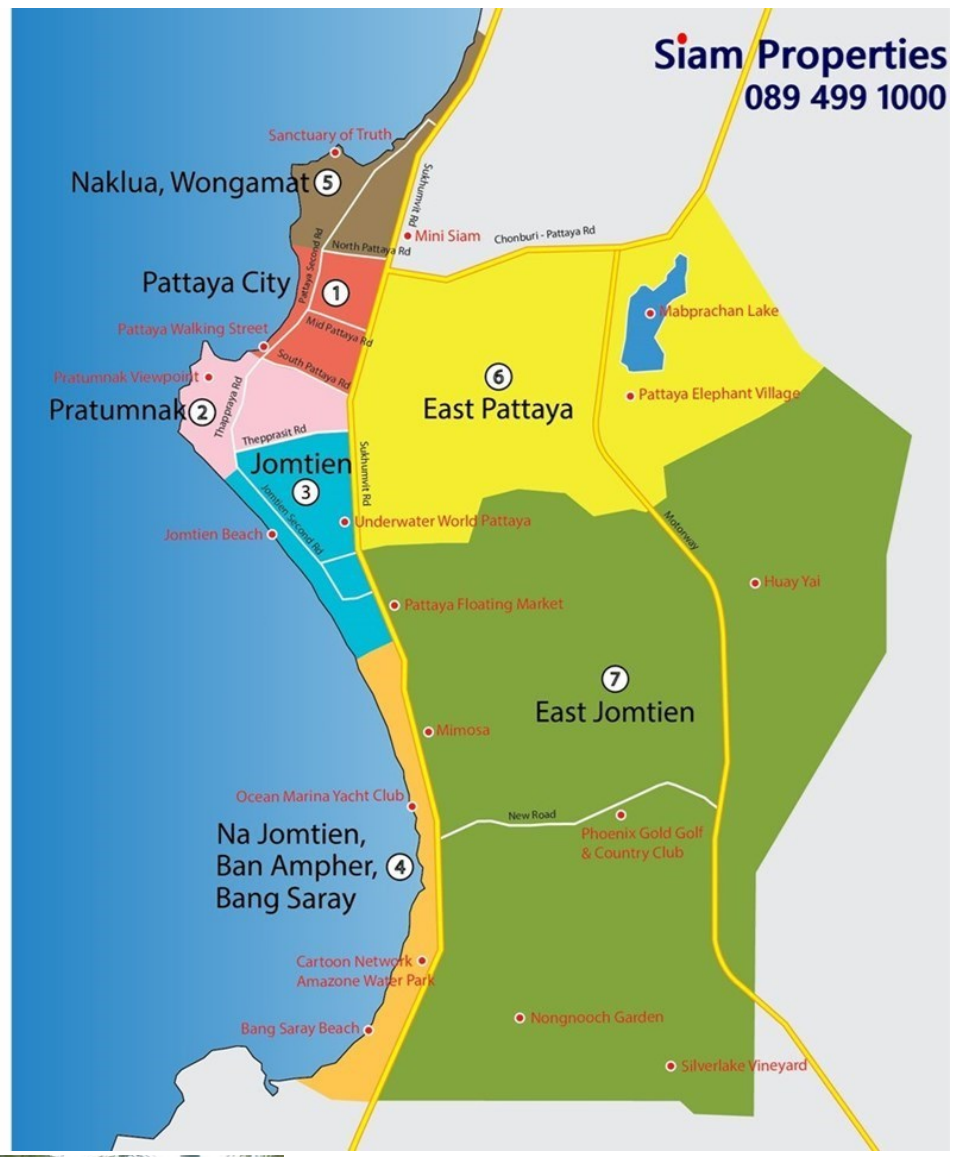 Siam Properties
089 499 1000
Sanctuary of Truth
Naklua, Wongamat 5
Sukhumvit Rd
Mini Siam
Chonburi - Pattaya Rd
North Pattaya Rd
Pattaya Second Rd
Pattaya City
1
Mabprachan Lake
Mid Pattaya Rd
Pattaya Walking Street
South Pattaya Rd
Pratumnak Viewpoint
6
East Pattaya
Pattaya Elephant Village
Pratumnak 2
Thappraya Rd
Thepprasit Rd
Jomtien
3
Sukhumvit Rd
Jomtien Second Rd
Underwater World Pattaya
Jomtien Beach
Motorway
Huay Yai
Pattaya Floating Market
7
East Jomtien
Mimosa
Ocean Marina Yacht Club
New Road
Phoenix Gold Golf
& Country Club
Na Jomtien,
Ban Ampher, 4
Bang Saray
Cartoon Network
Amazone Water Park
Nongnooch Garden
Bang Saray Beach
Silverlake Vineyard